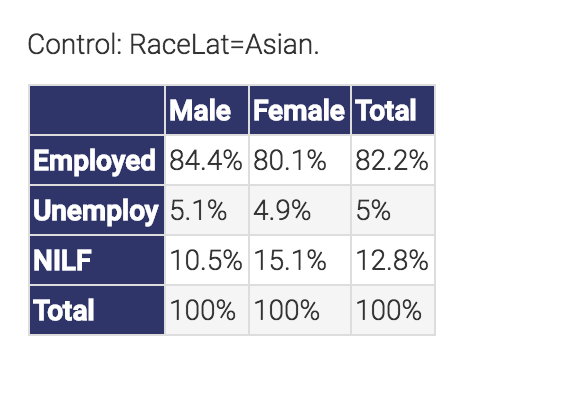 Control: RaceLat=Asian.
Male Female Total
Employed 84.4% 80.1% 82.2%
Unemploy 5.1% 4.9% 5%
NILF 10.5% 15.1% 12.8%
Total 100% 100% 100%